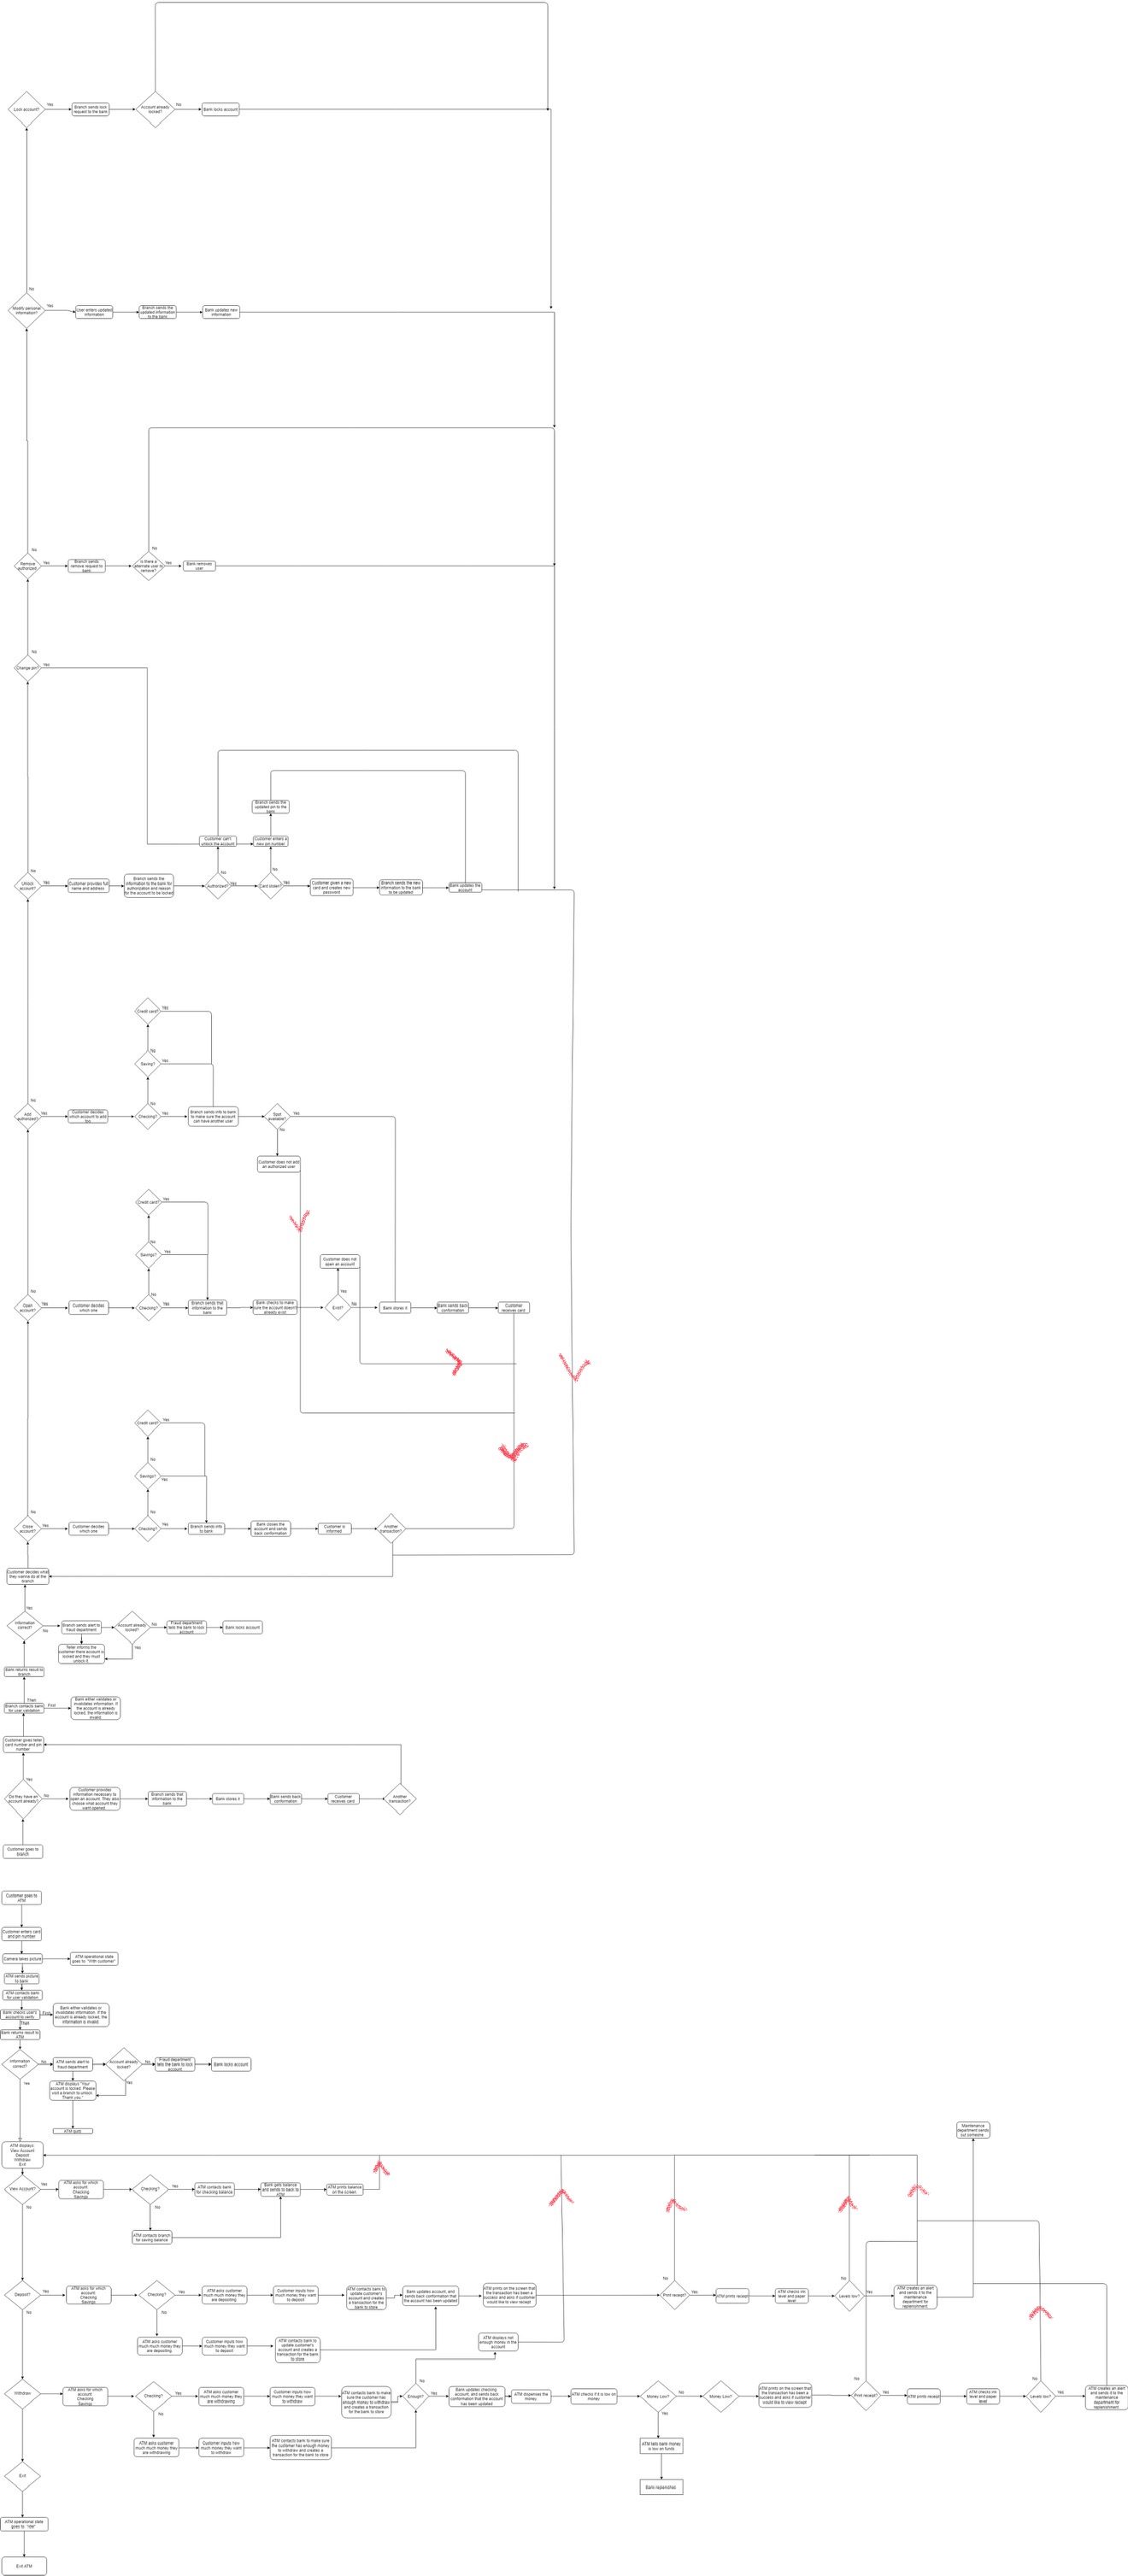 Lock account?
Yes
Branch sends lock
request to the bank
Account already
locked?
No
Bank locks account
No
Modify personal
information?
Yes
User enters updated
information
Branch sends the
updated information
to the bank
Bank updates new
information
No
Remove
authorized
Yes
Branch sends
remove request to
bank
No
Is there a
alternate user to
remove?
Yes
Bank removes
user
No
Change pin?
Yes
Branch sends the
updated pin to the
bank
Customer can't
unlock the account
Customer enters a
new pin number
No
Unlock
account?
Yes
Customer provides full
name and address
Branch sends the
information to the bank for
authorization and reason
for the account to be locked
No
Authorized?
Yes
No
Card stolen?
Yes
Customer gives a new
card and creates new
password
Branch sends the new
information to the bank
to be updated
Bank updates the
account
Credit card?
Yes
No
Saving?
Yes
No
Add
authorized?
Yes
Customer decides
which account to add
No
Checking?
Yes
Branch sends info to bank
to make sure the account
can have another user
Spot
available?
Yes
No
Customer does not add
an authorized user
Credit card?
Yes
No
Savings?
Yes
Customer does not
open an account
Yes
No
Open
account?
Yes
Customer decides
which one
No
Checking?
Yes
Branch sends that
information to the
bank
Bank checks to make
sure the account doesn't
already exist
Exist?
No
Bank stores it
Bank sends back
conformation
Customer
receives card
Credit card?
Yes
No
Savings?
Yes
No
Close
account?
Yes
Customer decides
which one
No
Checking?
Yes
Branch sends info
to bank
Bank closes the
account and sends
back conformation
Customer is
informed
Another
transaction?
Customer decides what
they wanna do at the
branch
Yes
Information
correct?
No
Branch sends alert to
fraud department
Account already
locked?
No
Fraud department
tells the bank to lock
account
Bank locks account
Yes
Teller informs the
customer there account is
locked and they must
unlock it
Bank returns result to
branch
Then
Branch contacts bank
for user validation
First
Bank either validates or
invalidates information. If
the account is already
locked, the information is
invalid.
Customer gives teller
card number and pin
number
Yes
Do they have an
account already?
No
Customer provides
information necessary to
open an account. They also
choose what account they
want opened.
Branch sends that
information to the
bank
Bank stores it
Bank sends back
conformation
Customer
receives card
Another
transaction?
Customer goes to
branch
Customer goes to
ATM
Customer enters card
and pin number
Camera takes picture
ATM operational state
goes to "With customer"
ATM sends picture
to bank
ATM contacts bank
for user validation
Bank checks user's
account to verify
First
Bank either validates or
invalidates information. If the
account is already locked, the
information is invalid.
Then
Bank returns result to
ATM
Information
correct?
No
ATM sends alert to
fraud department
Account already
locked?
No
Fraud department
tells the bank to lock
account
Bank locks account
Yes
Yes
ATM displays "Your
account is locked. Please
visit a branch to unlock.
Thank you."
ATM quits
ATM displays
View Account
Deposit
Withdraw
Exit
Maintenance
department sends
out someone
View Account?
Yes
ATM asks for which
account
Checking
Savings
Checking?
Yes
ATM contacts bank
for checking balance
Bank gets balance
and sends to back to
ATM
ATM prints balance
on the screen
No
No
ATM contacts branch
for saving balance
Deposit?
Yes
ATM asks for which
account
Checking
Savings
Checking?
Yes
ATM asks customer
much much money they
are depositing
Customer inputs how
much money they want
to deposit
ATM contacts bank to
update customer's
account and creates
a transaction for the
bank to store
Bank updates account, and
sends back conformation that
the account has been updated
ATM prints on the screen that
the transaction has been a
success and asks if customer
would like to view receipt
No
Print receipt?
Yes
ATM prints receipt
ATM checks ink
level and paper
level
No
Levels low?
Yes
ATM creates an alert
and sends it to the
maintenance
department for
replenishment.
No
No
ATM asks customer
much much money they
are depositing
Customer inputs how
much money they want
to deposit
ATM contacts bank to
update customer's
account and creates a
transaction for the bank
to store
ATM displays not
enough money in the
account
Withdraw
Yes
ATM asks for which
account
Checking
Savings
Checking?
Yes
ATM asks customer
much much money they
are withdrawing
Customer inputs how
much money they want
to withdraw
ATM contacts bank to make
sure the customer has
enough money to withdraw
and creates a transaction
for the bank to store
No
Enough?
Yes
Bank updates checking
account, and sends back
conformation that the account
has been updated
ATM dispenses the
money
ATM checks if it is low on
money
Money Low?
No
Money Low?
ATM prints on the screen that
the transaction has been a
success and asks if customer
would like to view receipt
No
Print receipt?
Yes
ATM prints receipt
ATM checks ink
level and paper
level
No
Levels low?
Yes
ATM creates an alert
and sends it to the
maintenance
department for
replenishment.
No
Yes
ATM asks customer
much much money they
are withdrawing
Customer inputs how
much money they want
to withdraw
ATM contacts bank to make sure
the customer has enough money
to withdraw and creates a
transaction for the bank to store
ATM tells bank money
is low on funds
Bank replenishes
Exit
ATM operational state
goes to "Idle"
Exit ATM